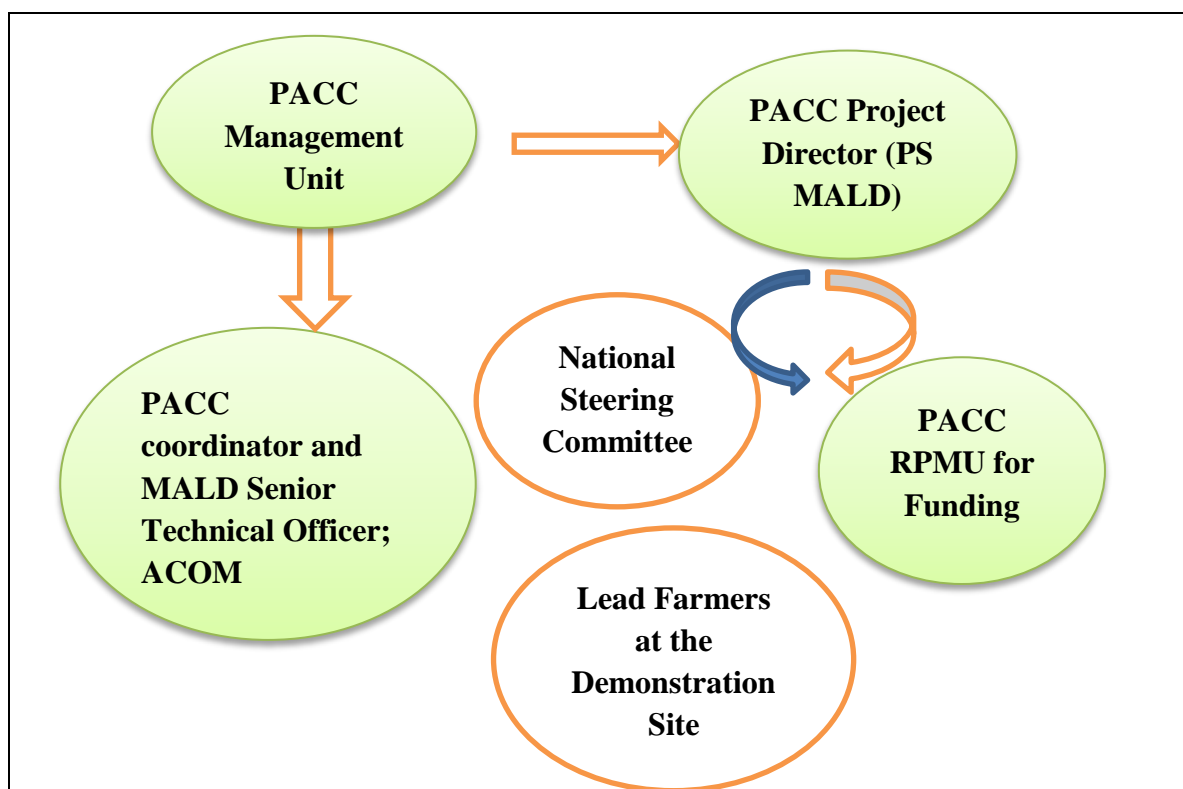 PACC
Management
Unit
PACC Project
Director (PS
MALD)
National
Steering
Committee
PACC
coordinator and
MALD Senior
Technical Officer;
ACOM
PACC
RPMU for
Funding
Lead Farmers
at the
Demonstration
Site